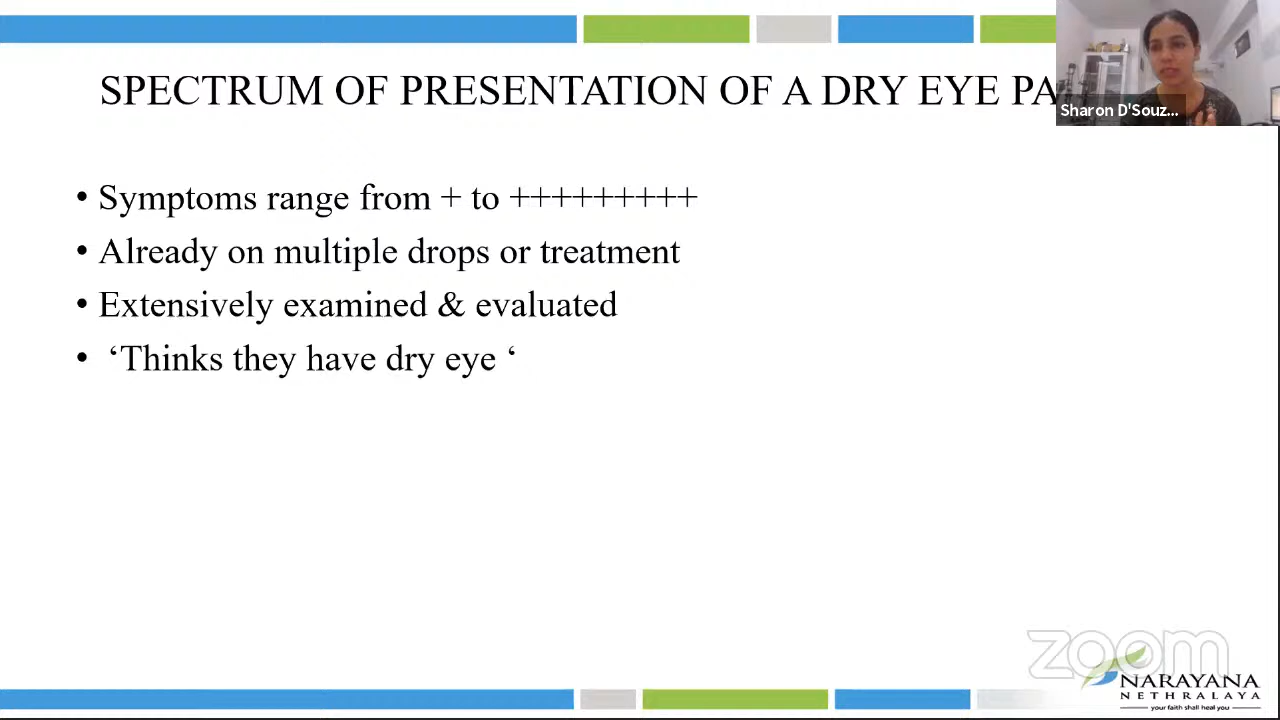 SPECTRUM OF PRESENTATION OF A DRY EYE PA
Sharon D'Souz...
• Symptoms range from + to +++++++++
• Already on multiple drops or treatment
• Extensively examined & evaluated
• ‘Thinks they have dry eye ‘
zoom
NARAYANA
NETHRALAYA
your faith shall heal you